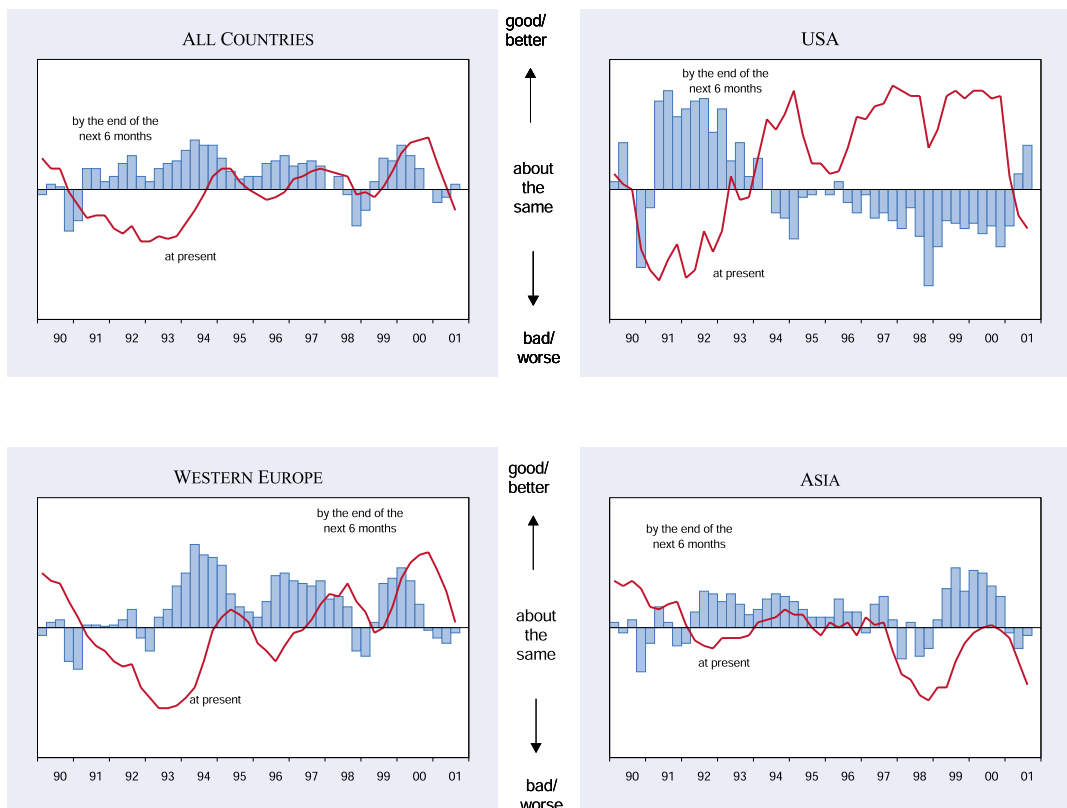 ALL COUNTRIES
by the end of the
next 6 months
at present
90 91 92 93 94 95 96 97 98 99 00 01
good/
better
about
the
same
bad/
worse
USA
by the end of the
next 6 months
at present
90 91 92 93 94 95 96 97 98 99 00 01
WESTERN EUROPE
by the end of the
next 6 months
at present
90 91 92 93 94 95 96 97 98 99 00 01
good/
better
about
the
same
bad/
worse
ASIA
by the end of the
next 6 months
at present
90 91 92 93 94 95 96 97 98 99 00 01